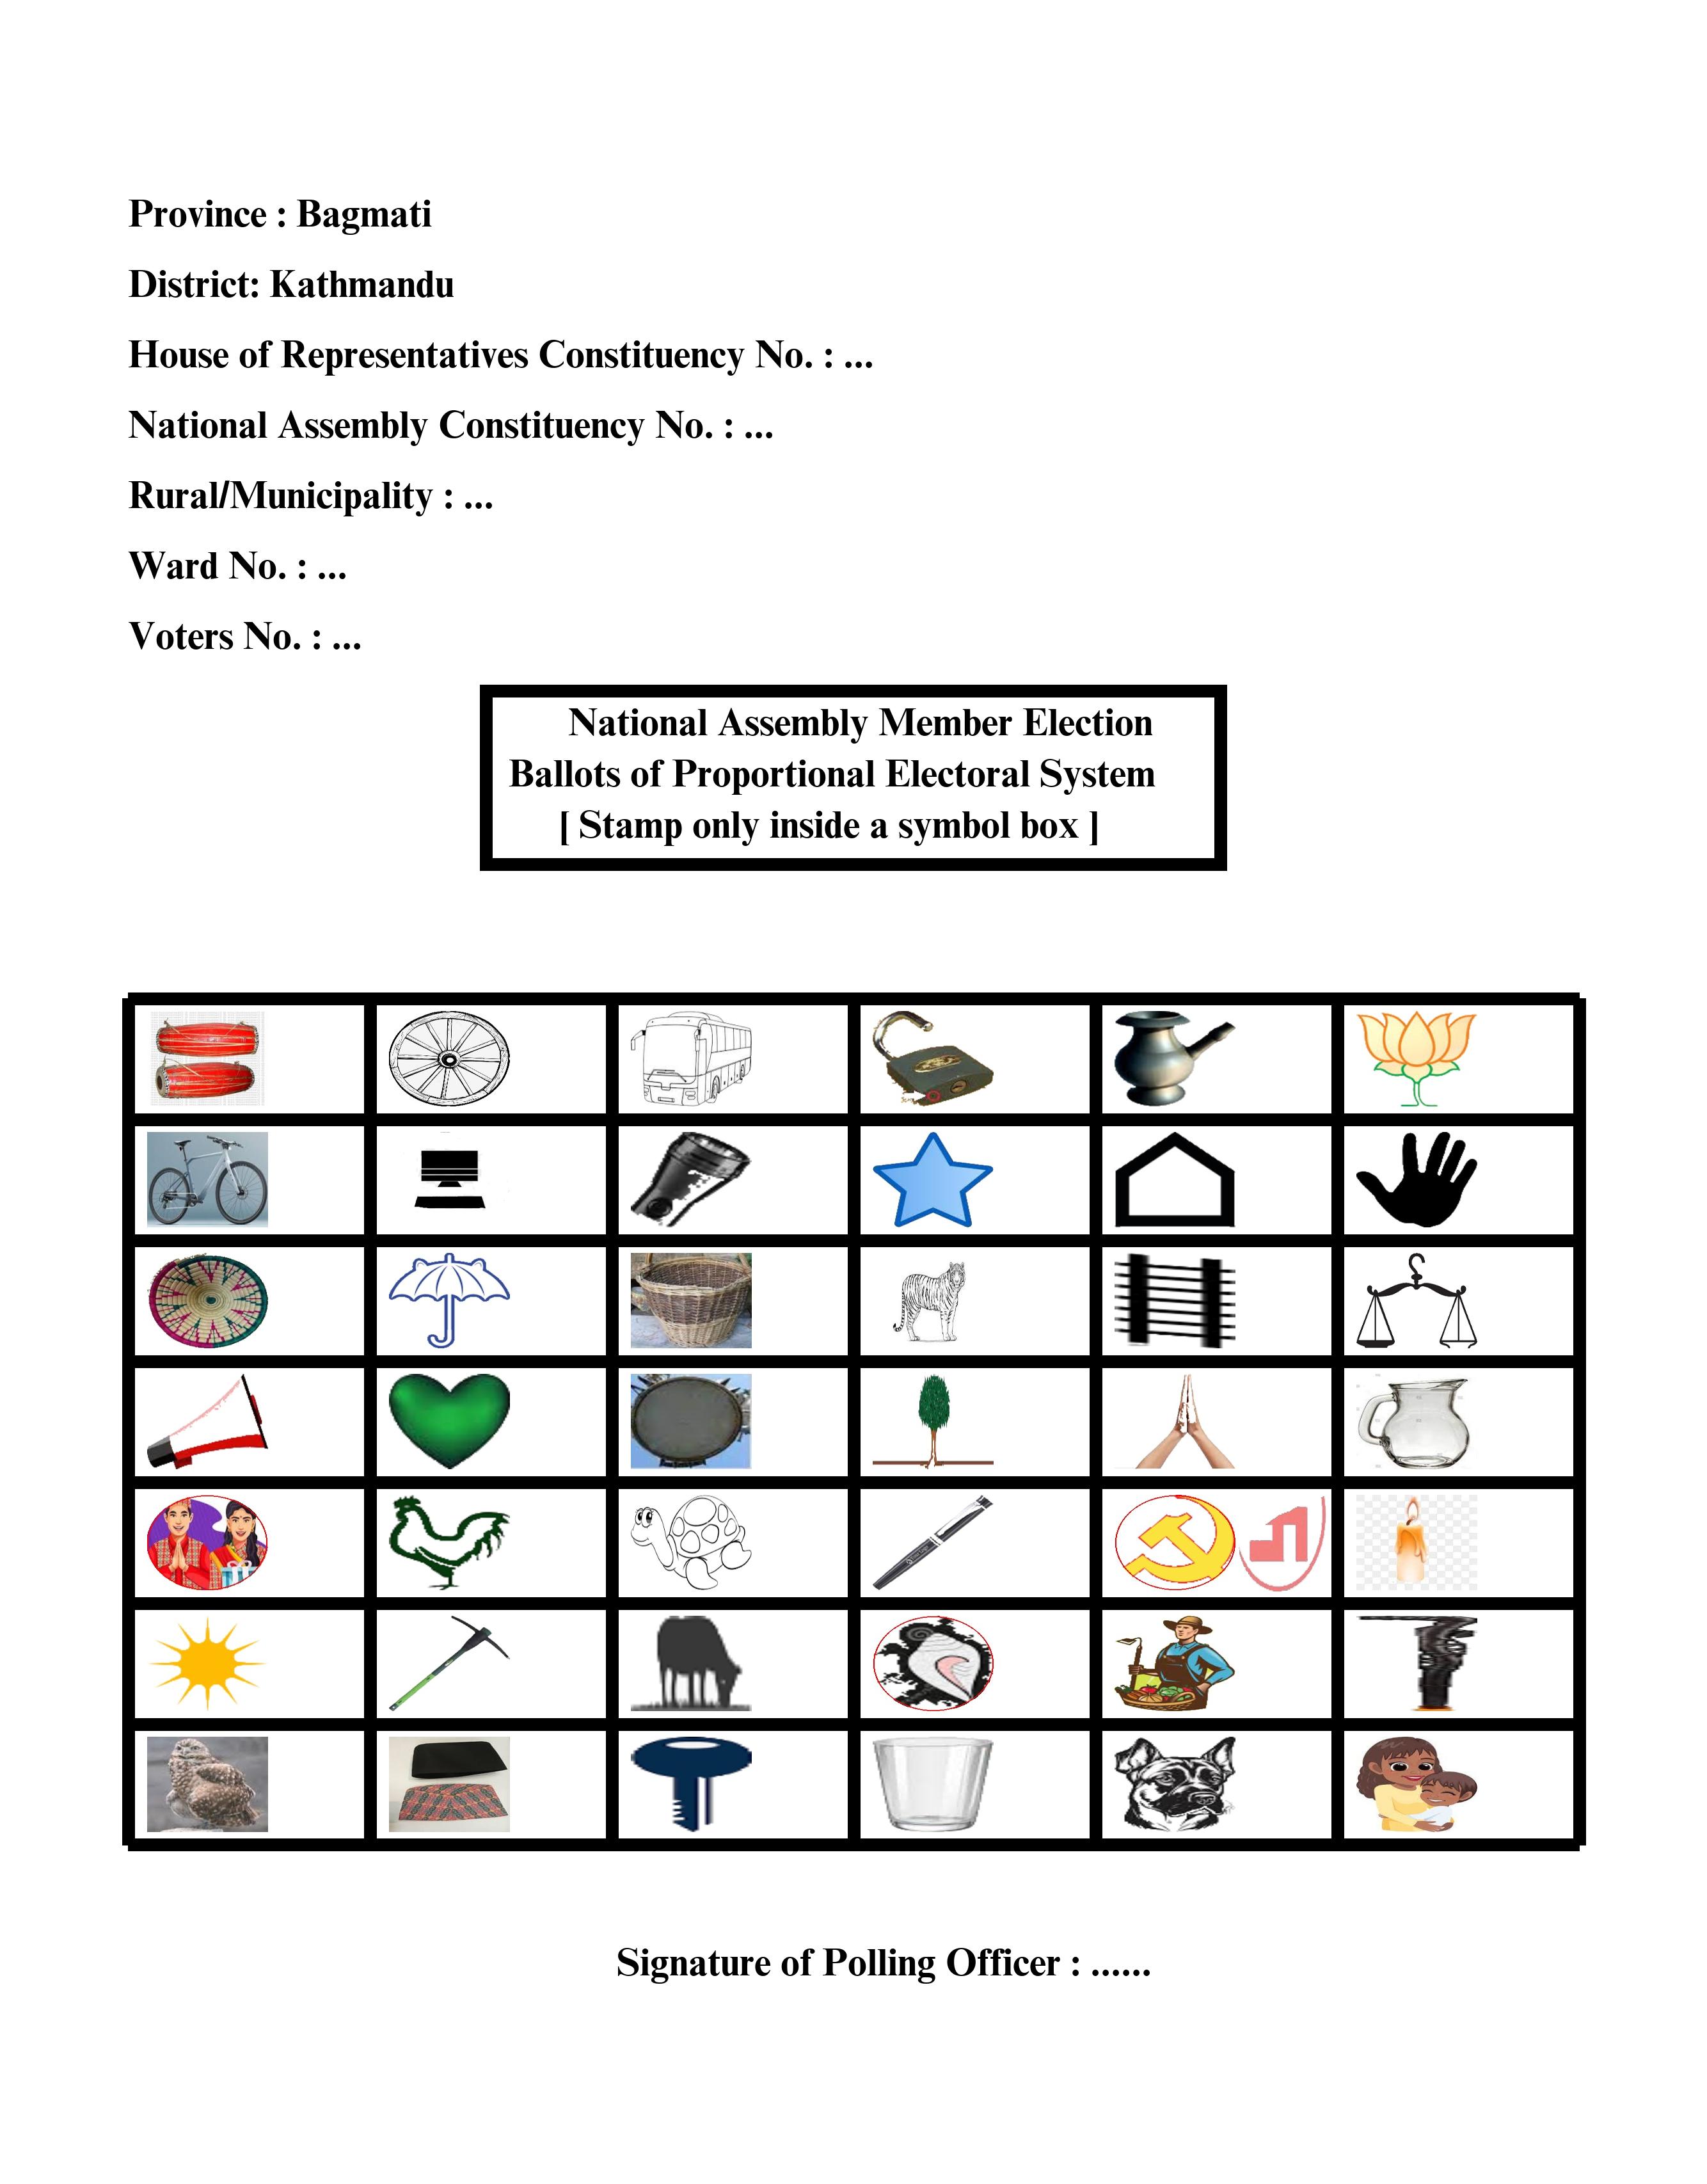 Province : Bagmati
District: Kathmandu
House of Representatives Constituency No. : ...
National Assembly Constituency No. : ...
Rural/Municipality : ...
Ward No. : ...
Voters No. : ...
National Assembly Member Election
Ballots of Proportional Electoral System
[ Stamp only inside a symbol box ]
Signature of Polling Officer : ......